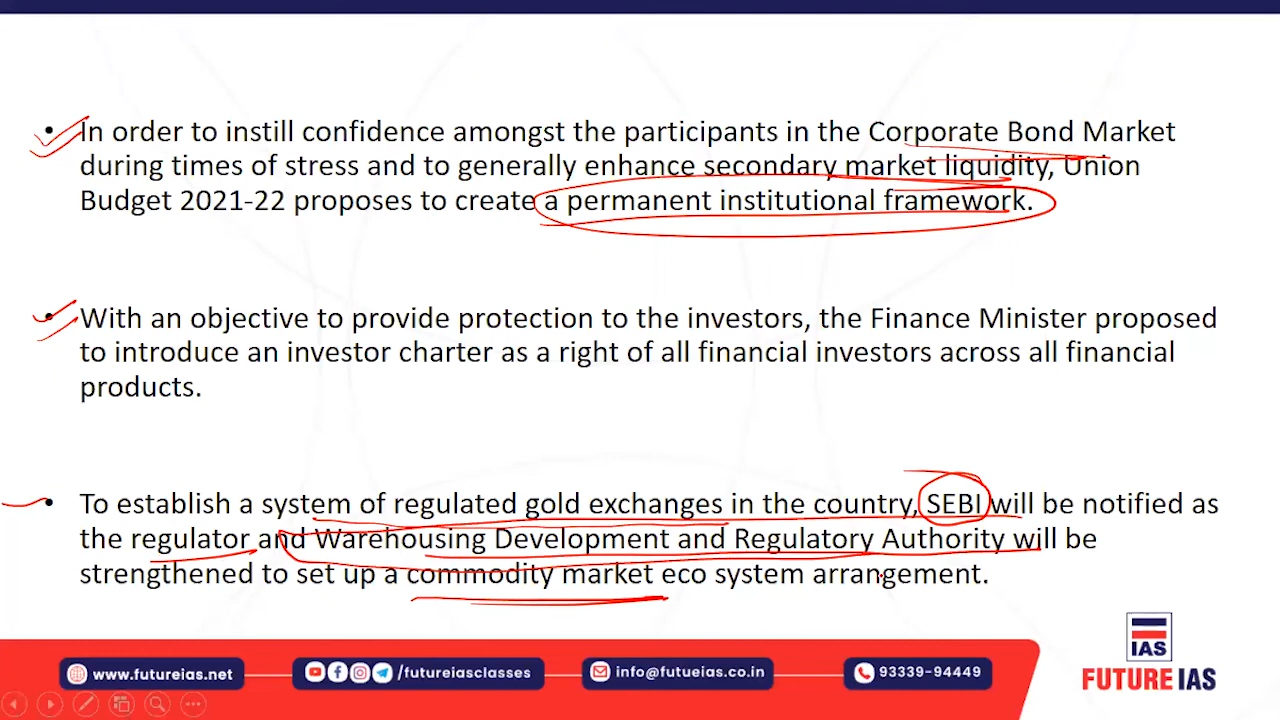 • In order to instill confidence amongst the participants in the Corporate Bond Market
during times of stress and to generally enhance secondary market liquidity, Union
Budget 2021-22 proposes to create a permanent institutional framework.
• With an objective to provide protection to the investors, the Finance Minister proposed
to introduce an investor charter as a right of all financial investors across all financial
products.
• To establish a system of regulated gold exchanges in the country, SEBI will be notified as
the regulator and Warehousing Development and Regulatory Authority will be
strengthened to set up a commodity market eco system arrangement.
www.futureias.net
/futureiasclasses
info@futueias.co.in
93339-94449
IAS
FUTURE IAS